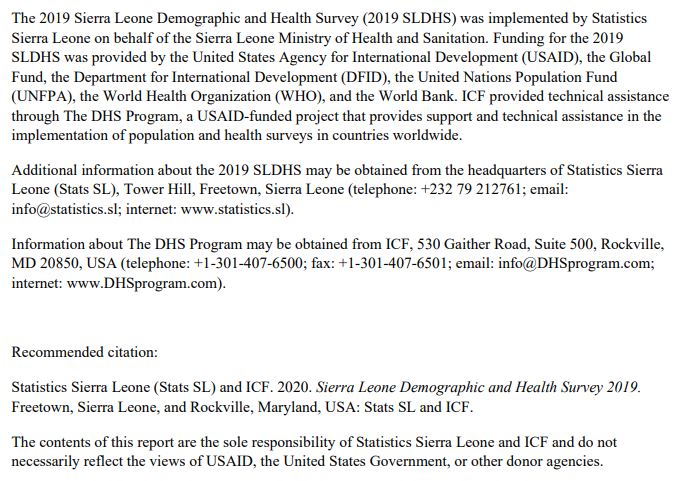 The 2019 Sierra Leone Demographic and Health Survey (2019 SLDHS) was implemented by Statistics
Sierra Leone on behalf of the Sierra Leone Ministry of Health and Sanitation. Funding for the 2019
SLDHS was provided by the United States Agency for International Development (USAID), the Global
Fund, the Department for International Development (DFID), the United Nations Population Fund
(UNFPA), the World Health Organization (WHO), and the World Bank. ICF provided technical assistance
through The DHS Program, a USAID-funded project that provides support and technical assistance in the
implementation of population and health surveys in countries worldwide.
Additional information about the 2019 SLDHS may be obtained from the headquarters of Statistics Sierra
Leone (Stats SL), Tower Hill, Freetown, Sierra Leone (telephone: +232 79 212761; email:
info@statistics.sl; internet: www.statistics.sl).
Information about The DHS Program may be obtained from ICF, 530 Gaither Road, Suite 500, Rockville,
MD 20850, USA (telephone: +1-301-407-6500; fax: +1-301-407-6501; email: info@DHSprogram.com;
internet: www.DHSprogram.com).
Recommended citation:
Statistics Sierra Leone (Stats SL) and ICF. 2020. Sierra Leone Demographic and Health Survey 2019.
Freetown, Sierra Leone, and Rockville, Maryland, USA: Stats SL and ICF.
The contents of this report are the sole responsibility of Statistics Sierra Leone and ICF and do not
necessarily reflect the views of USAID, the United States Government, or other donor agencies.